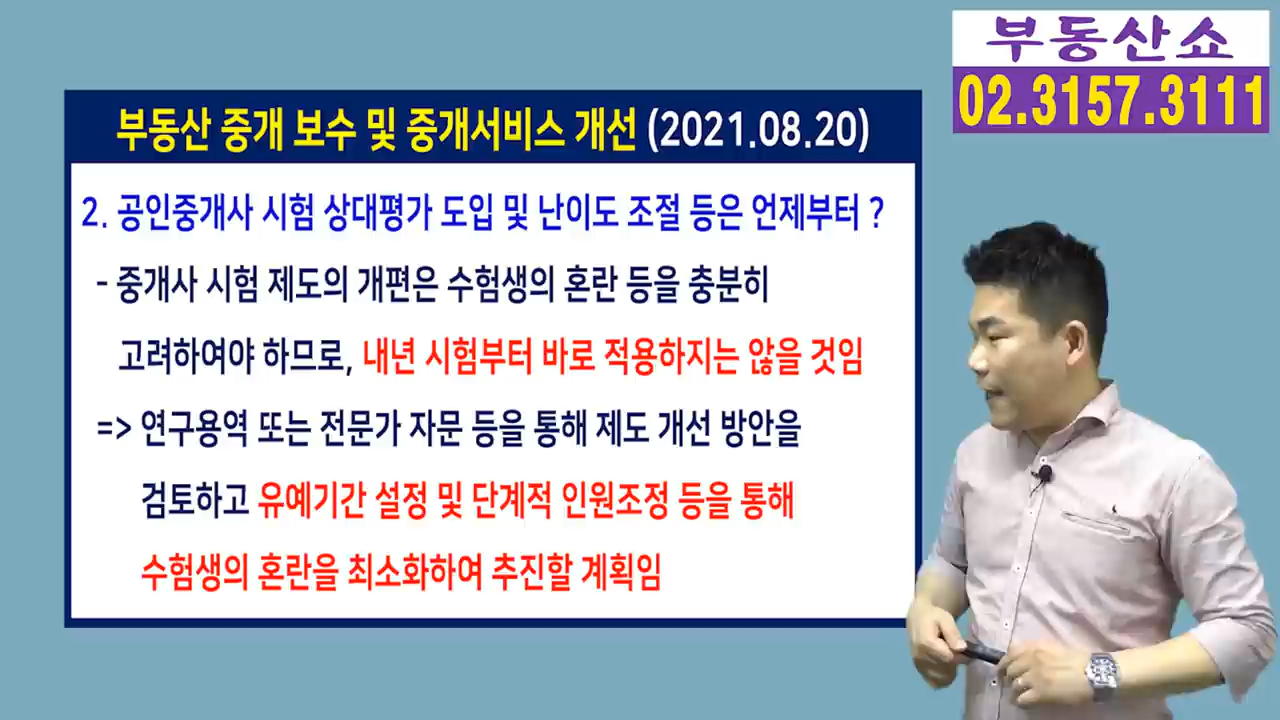 부동산쇼
02.3157.3111
부동산 중개 보수 및 중개서비스 개선 (2021.08.20)
2. 공인중개사 시험 상대평가 도입 및 난이도 조절 등은 언제부터 ?
- 중개사 시험 제도의 개편은 수험생의 혼란 등을 충분히
고려하여야 하므로, 내년 시험부터 바로 적용하지는 않을 것임
=> 연구용역 또는 전문가 자문 등을 통해 제도 개선 방안을
검토하고 유예기간 설정 및 단계적 인원조정 등을 통해
수험생의 혼란을 최소화하여 추진할 계획임